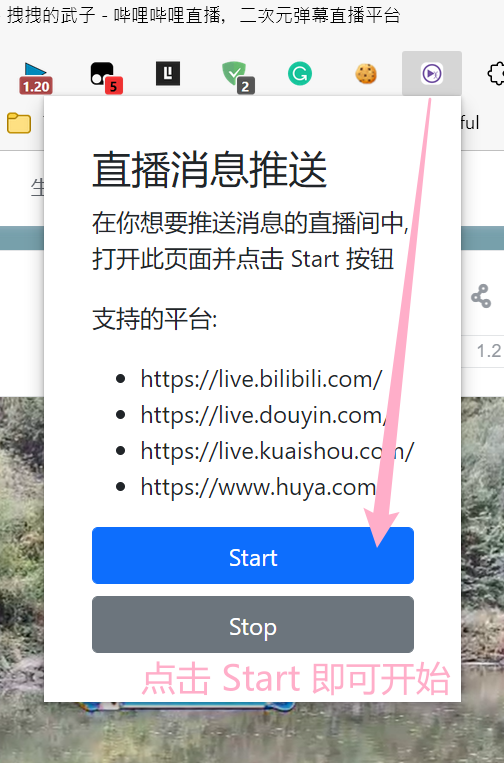 拽拽的武子 - 哔哩哔哩直播，二次元弹幕直播平台
1.20
5
2
ful
生
直播消息推送
在你想要推送消息的直播间中,
打开此页面并点击 Start 按钮
支持的平台:
https://live.bilibili.com/
https://live.douyin.com/
https://live.kuaishou.com/
https://www.huya.com
1.2
Start
Stop
点击 Start 即可开始